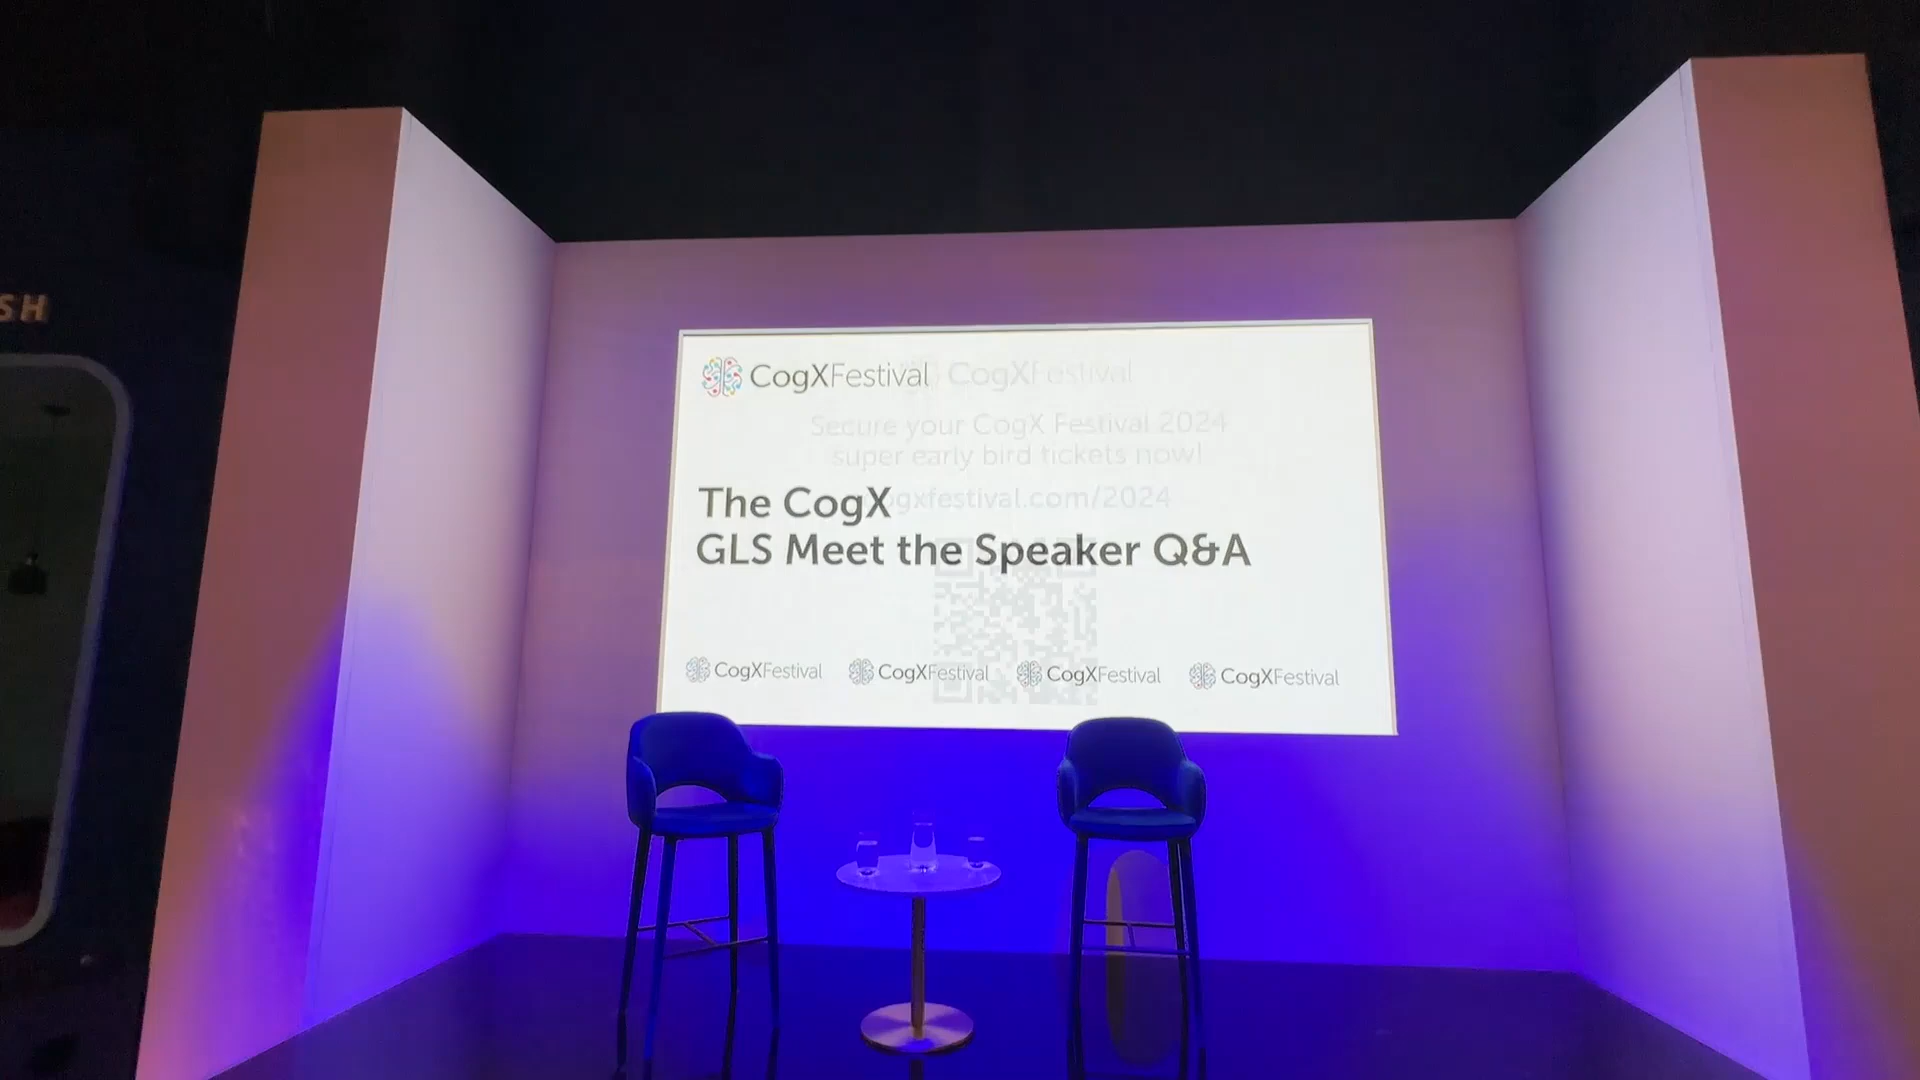 SH
CogXFestival
CogXFestival
Secure your CogX Festival 2024
super early bird tickets now!
The CogX
gxfestival.com/2024
GLS Meet the Speaker Q&A
CogXFestival
CogXFestival
CogXFestival
CogXFestival